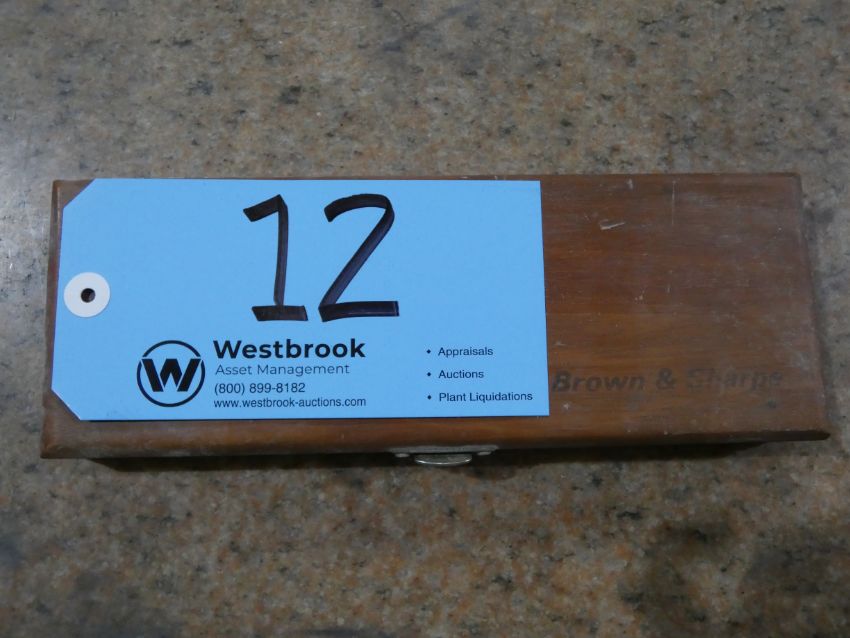 12
Westbrook
Asset Management
(800) 899-8182
www.westbrook-auctions.com
• Appraisals
• Auctions
• Plant Liquidations
Brown & Sharpe